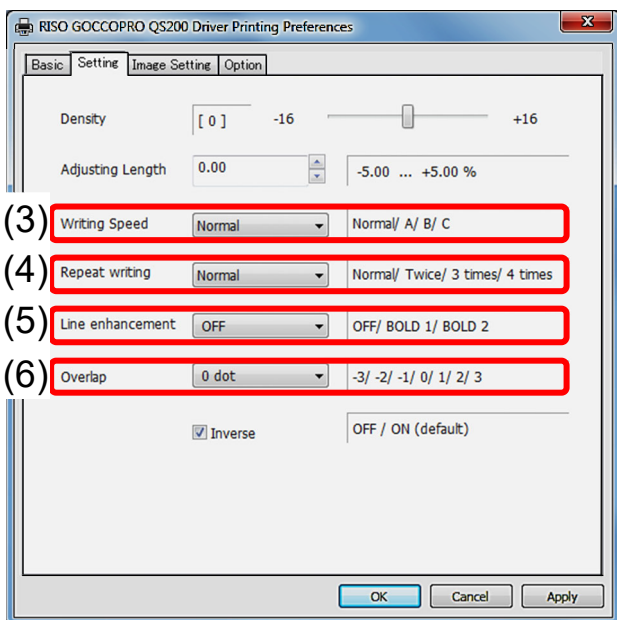 RISO GOCCOPRO QS200 Driver Printing Preferences
Basic Setting Image Setting Option
Density [ 0 ] -16 +16
Adjusting Length 0.00 -5.00 ... +5.00 %
(3) Writing Speed Normal Normal/ A/ B/ C
(4) Repeat writing Normal Normal/ Twice/ 3 times/ 4 times
(5) Line enhancement OFF OFF/ BOLD 1/ BOLD 2
(6) Overlap 0 dot -3/ -2/ -1/ 0/ 1/ 2/ 3
Inverse OFF / ON (default)
OK Cancel Apply